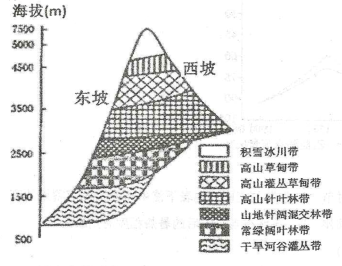 海拔(m)
7500
5000
4500
3500
2500
1500
500
东坡
西坡
积雪冰川带
高山草甸带
高山灌丛草甸带
高山针叶林带
山地针阔混交林带
常绿阔叶林带
干旱河谷灌丛带